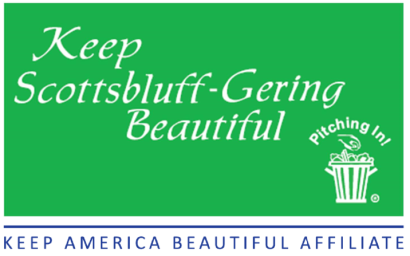 Keep
Scottsbluff-Gering
Beautiful
Pitching In!
®
KEEP AMERICA BEAUTIFUL AFFILIATE